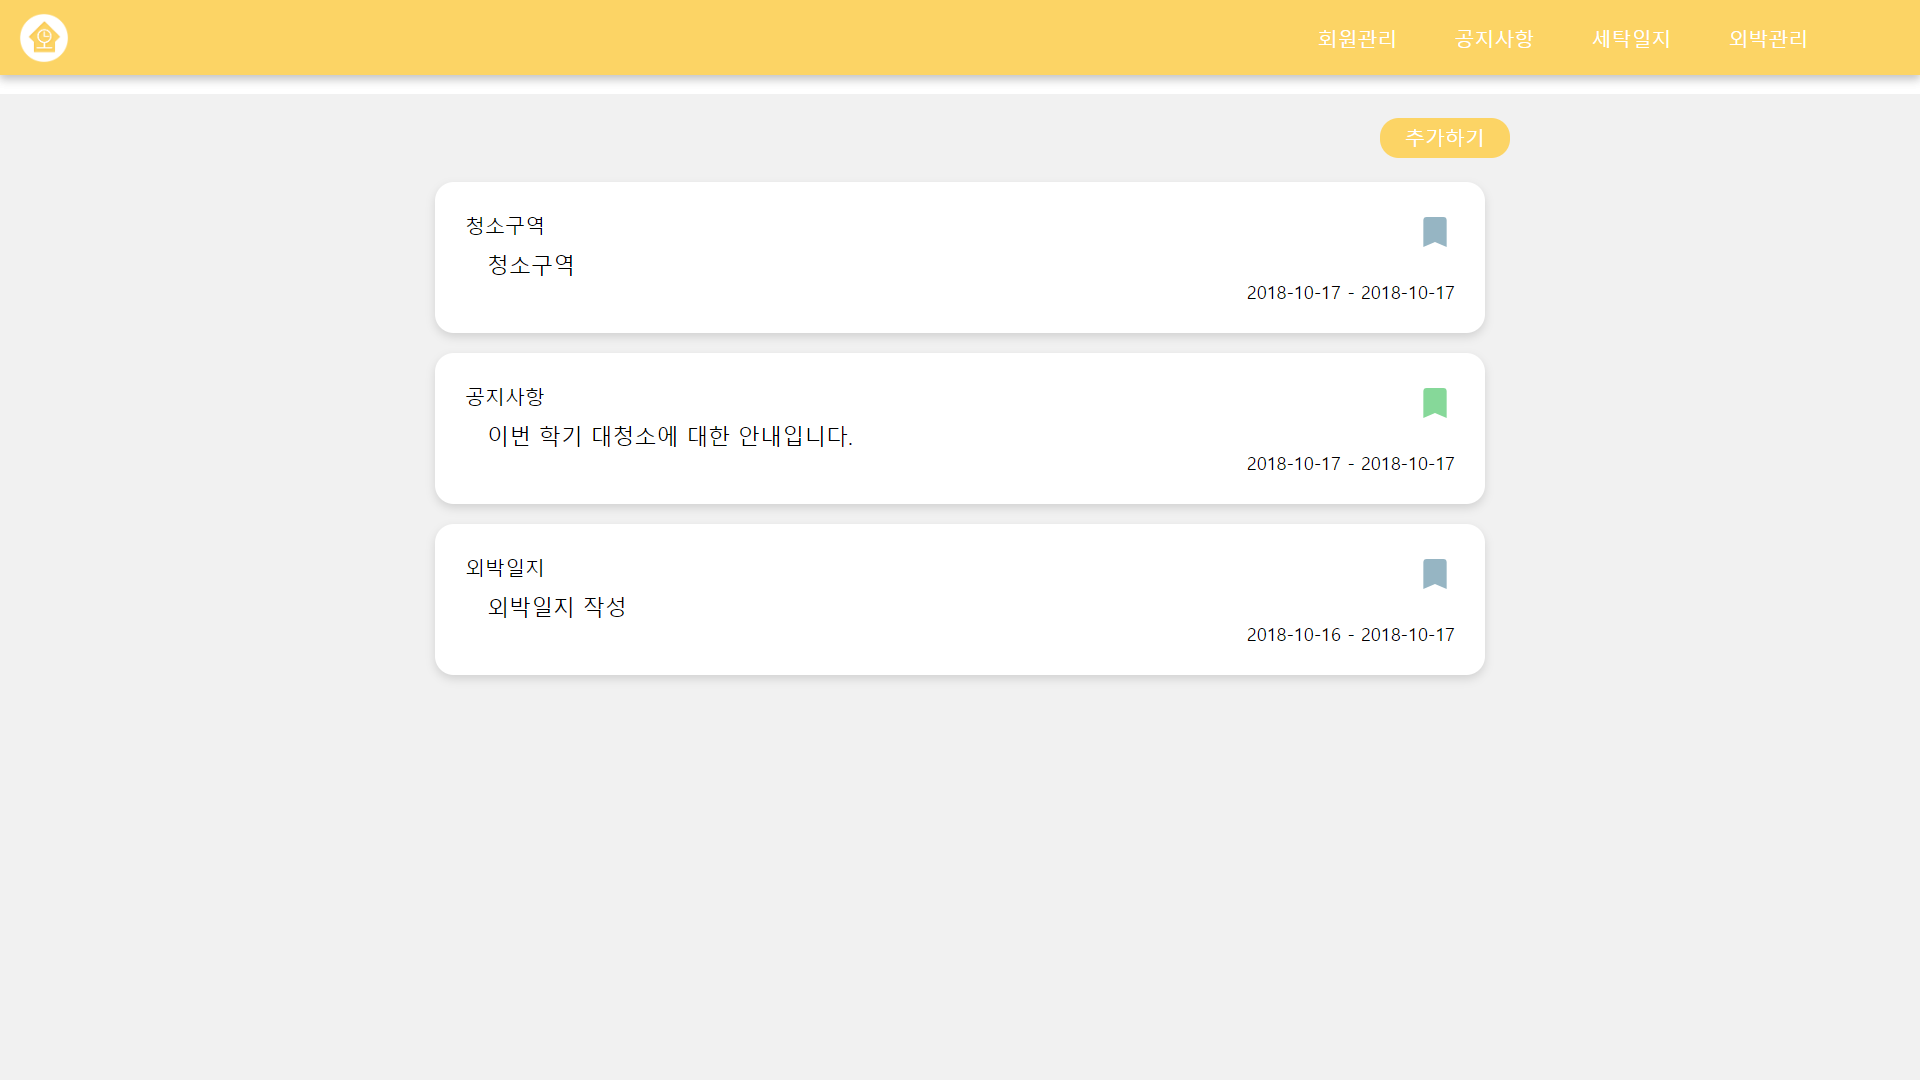 회원관리 공지사항 세탁일지 외박관리
추가하기
청소구역
청소구역
2018-10-17 - 2018-10-17
공지사항
이번 학기 대청소에 대한 안내입니다.
2018-10-17 - 2018-10-17
외박일지
외박일지 작성
2018-10-16 - 2018-10-17